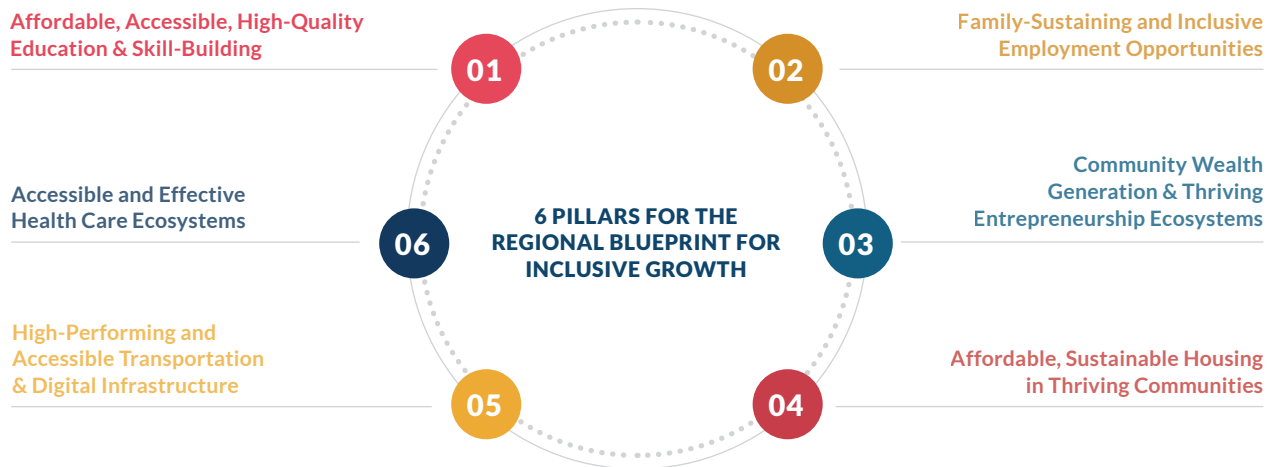 Affordable, Accessible, High-Quality
Education & Skill-Building
01
02
Family-Sustaining and Inclusive
Employment Opportunities
Accessible and Effective
Health Care Ecosystems
06
6 PILLARS FOR THE
REGIONAL BLUEPRINT FOR
INCLUSIVE GROWTH
03
Community Wealth
Generation & Thriving
Entrepreneurship Ecosystems
High-Performing and
Accessible Transportation
& Digital Infrastructure
05
04
Affordable, Sustainable Housing
in Thriving Communities